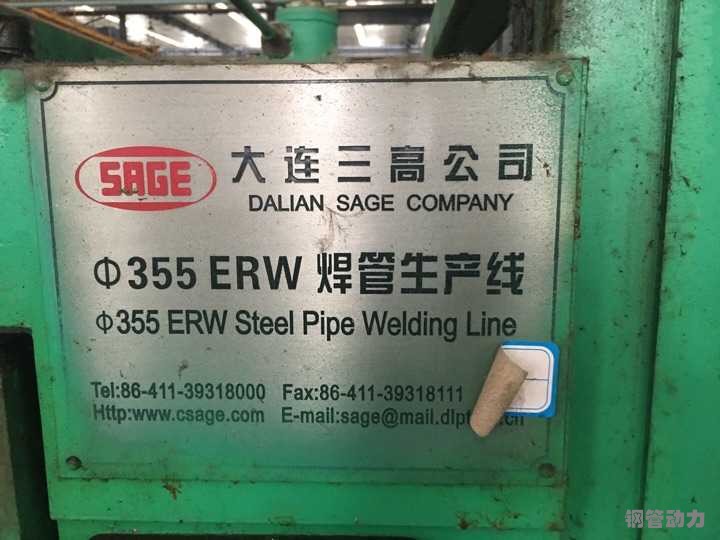 SAGE 大连三高公司
DALIAN SAGE COMPANY
Φ355 ERW 焊管生产线
Φ355 ERW Steel Pipe Welding Line
Tel:86-411-39318000 Fax:86-411-39318111
Http:www.csage.com E-mail:sage@mail.dlpt
钢管动力